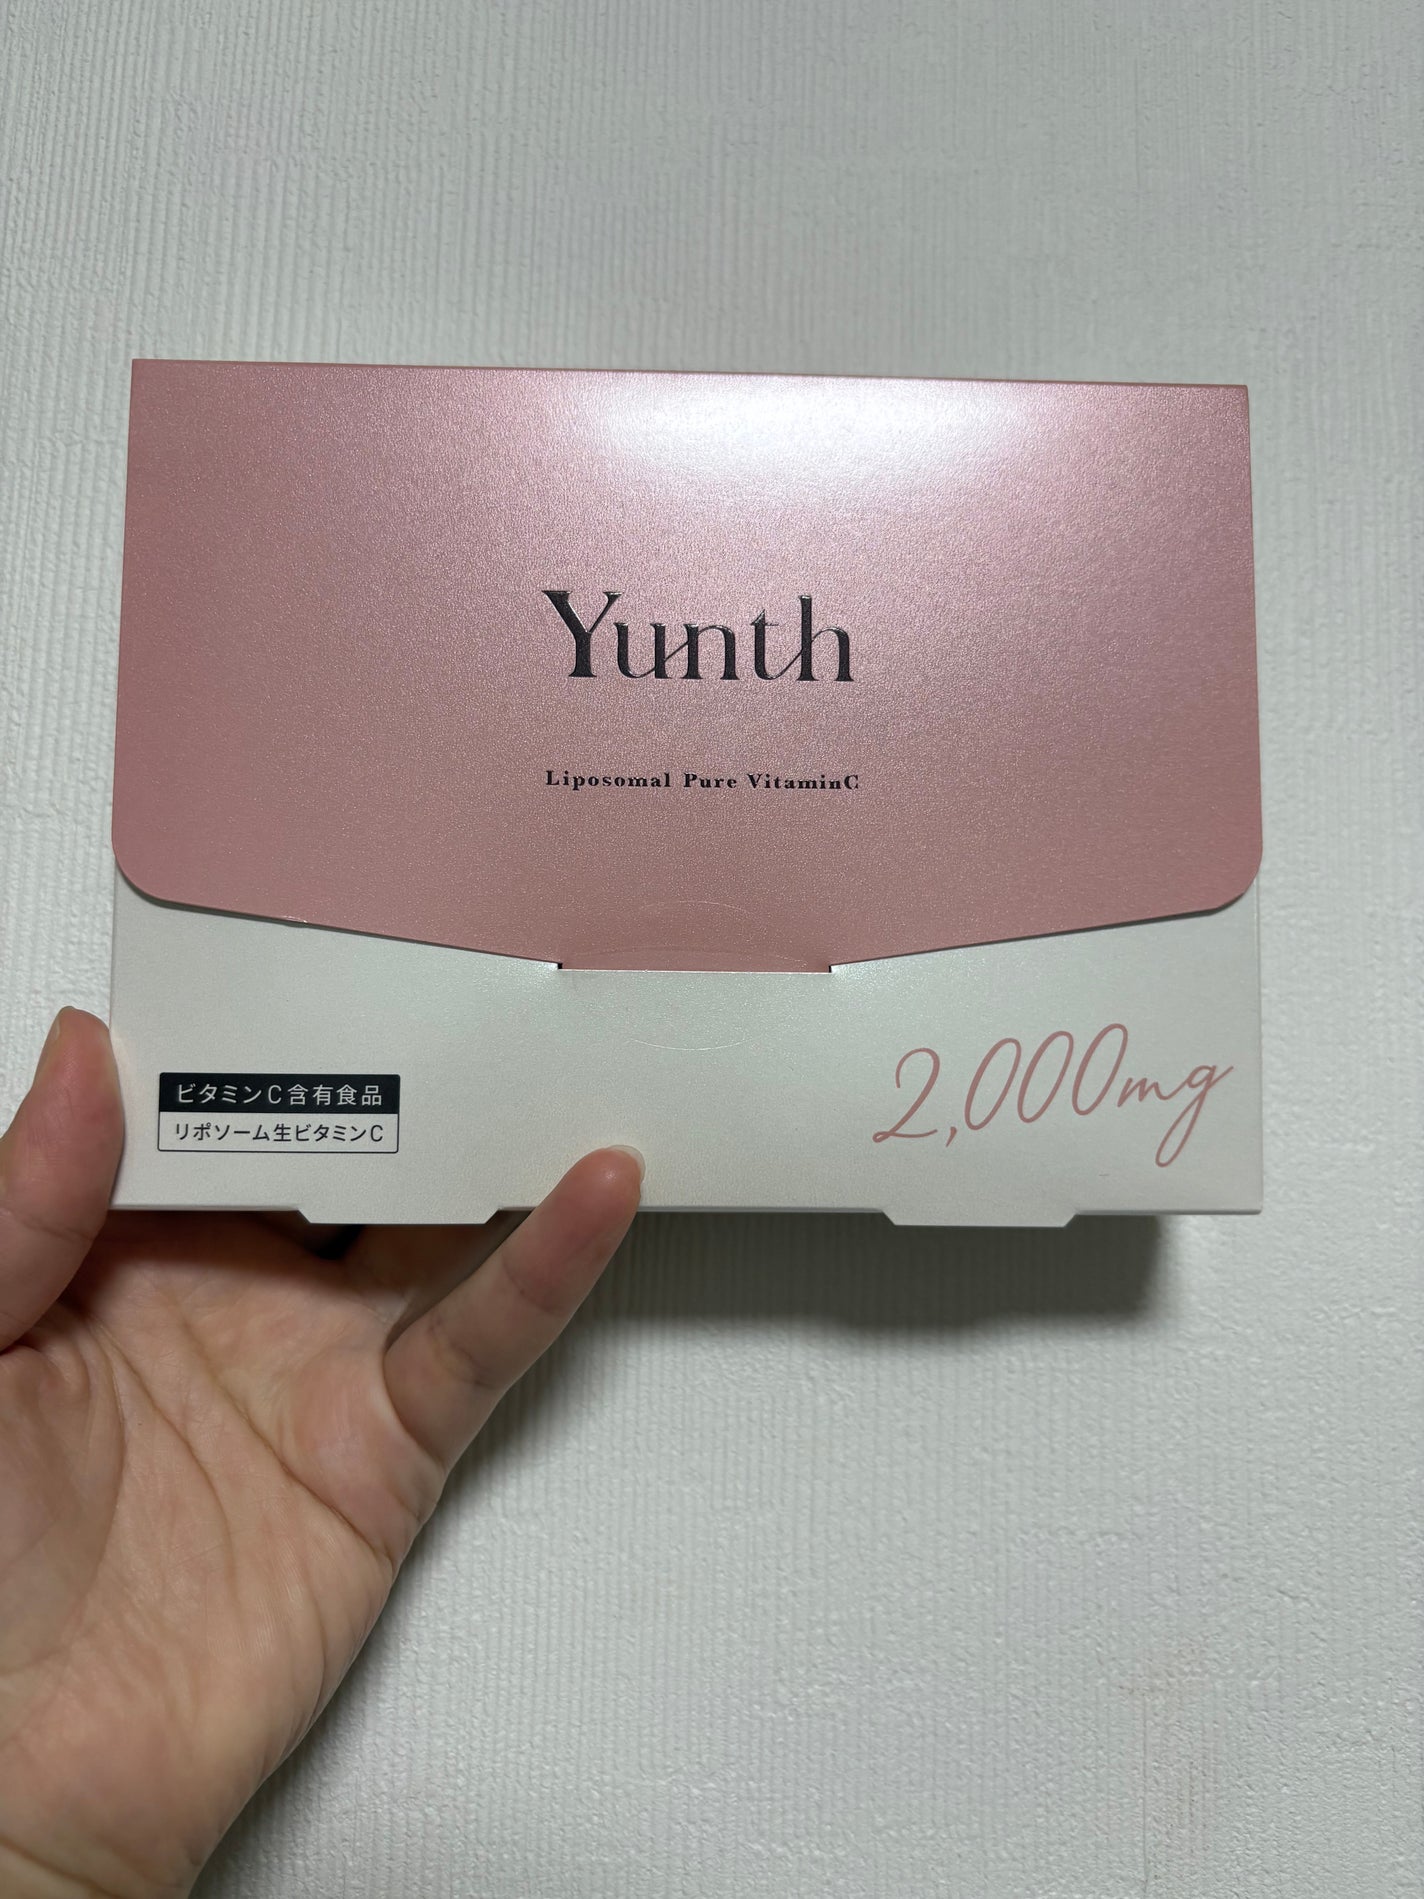 Yunth
Liposomal Pure VitaminC
2,000mg
ビタミンC含有食品
リポソーム生ビタミンC